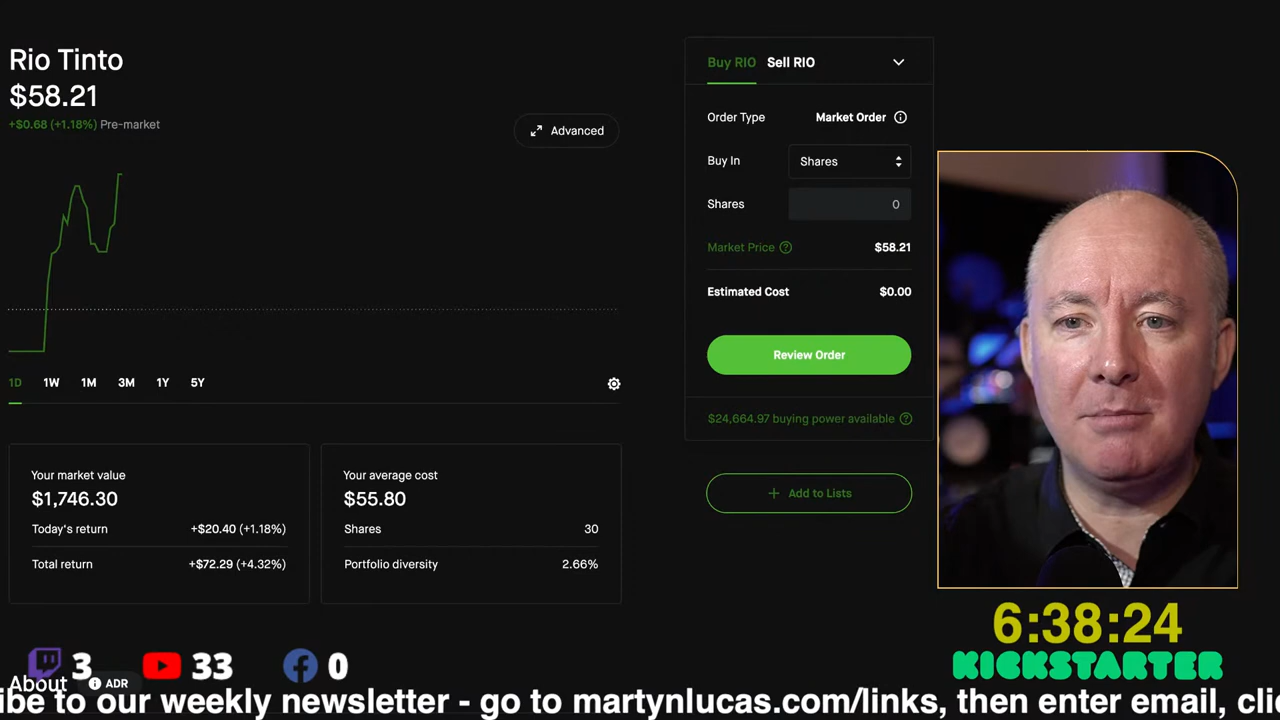 Rio Tinto
$58.21
+$0.68 (+1.18%) Pre-market
Advanced
1D 1W 1M 3M 1Y 5Y
Your market value
$1,746.30
Today's return +$20.40 (+1.18%)
Total return +$72.29 (+4.32%)
Your average cost
$55.80
Shares 30
Portfolio diversity 2.66%
Buy RIO Sell RIO
Order Type Market Order
Buy In Shares
Shares 0
Market Price $58.21
Estimated Cost $0.00
Review Order
$24,664.97 buying power available
Add to Lists
6:38:24
KICKSTARTER
3 33 0
About ADR
ibe to our weekly newsletter - go to martynlucas.com/links, then enter email, clic